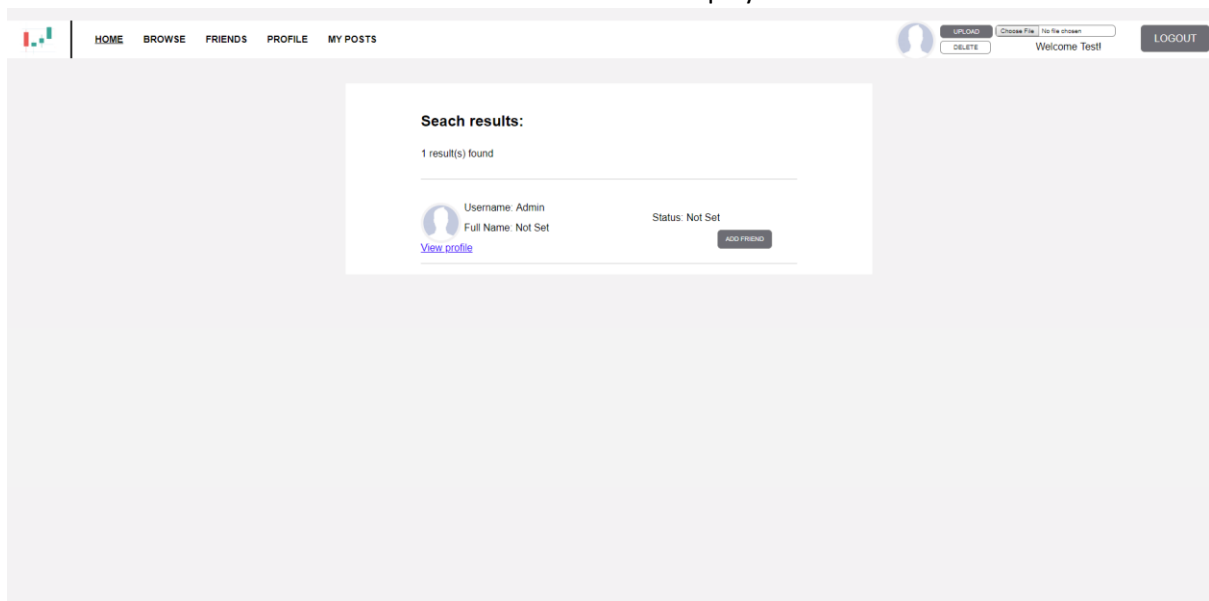 HOME BROWSE FRIENDS PROFILE MY POSTS
UPLOAD Choose File No file chosen
DELETE Welcome Test!
LOGOUT
Seach results:
1 result(s) found
Username: Admin
Full Name: Not Set
Status: Not Set
View profile
ADD FRIEND